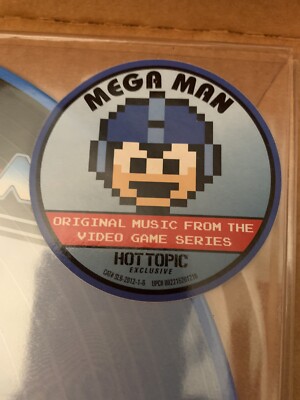 MEGA MAN
ORIGINAL MUSIC FROM THE
VIDEO GAME SERIES
HOT TOPIC
EXCLUSIVE